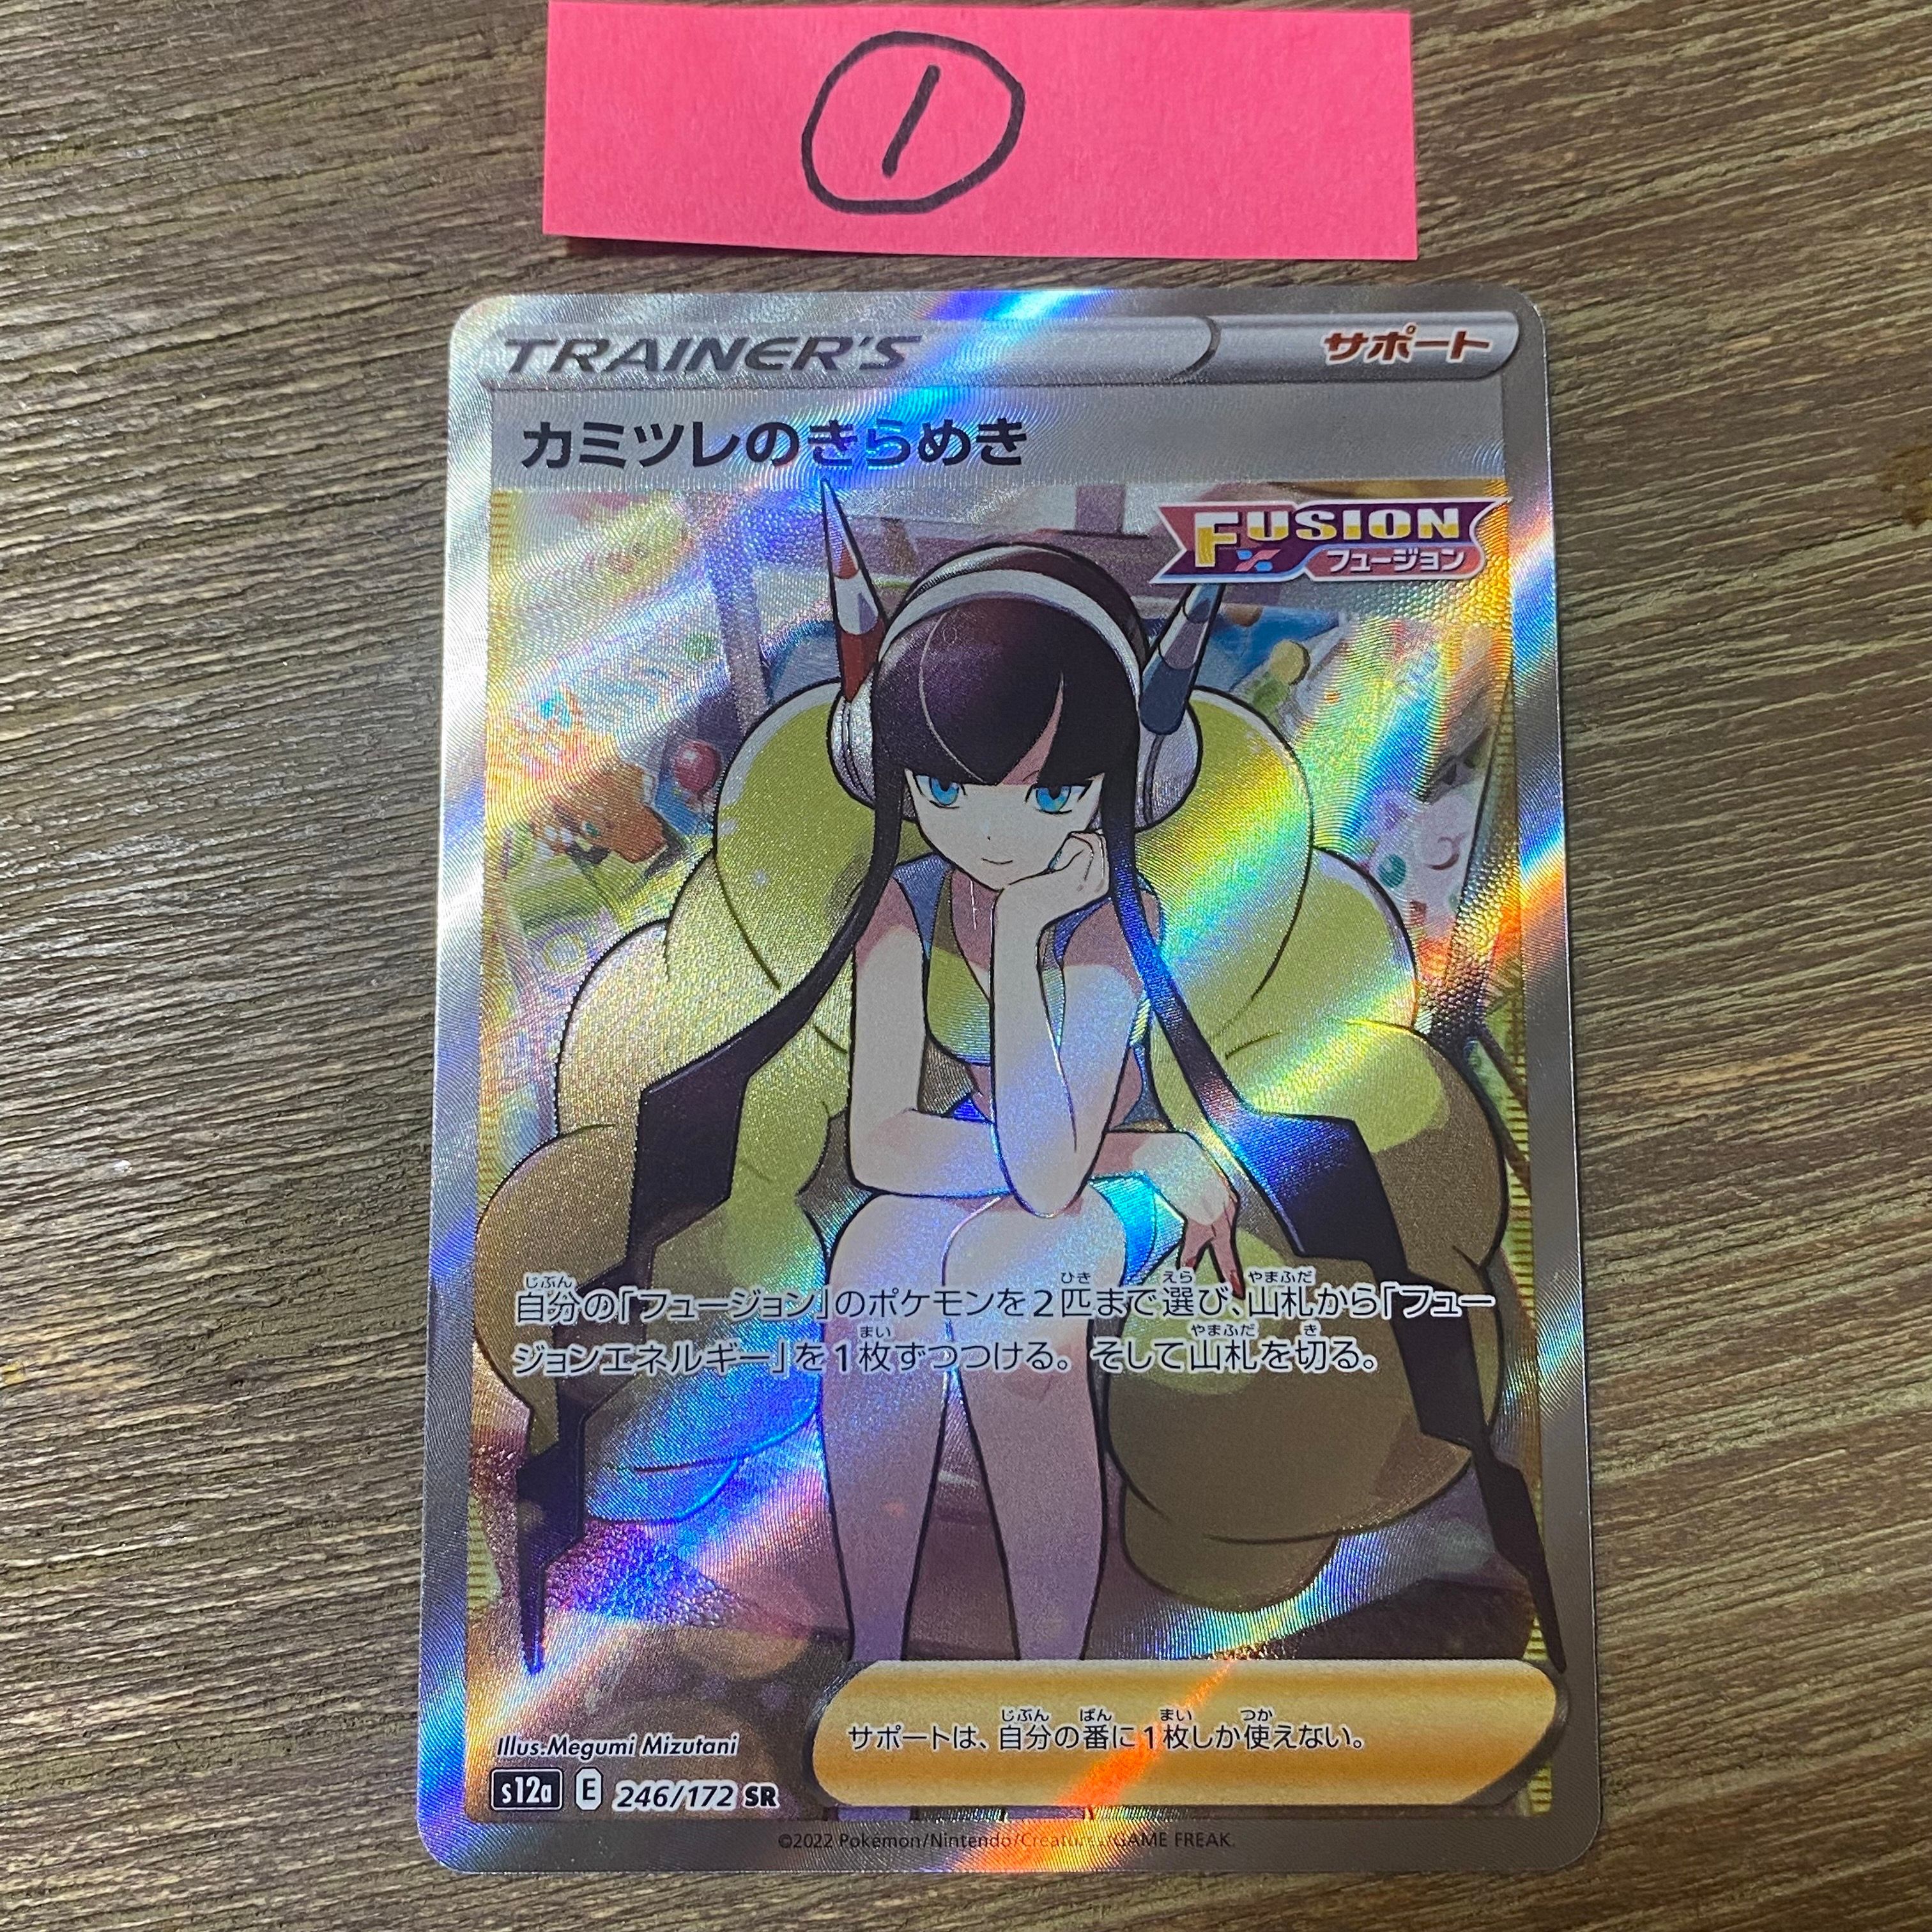 ①
TRAINER'S サポート
カミツレのきらめき
FUSION
フュージョン
自分の「フュージョン」のポケモンを2匹まで選び、山札から「フュー
ジョンエネルギー」を1枚ずつつける。そして山札を切る。
サポートは、自分の番に1枚しか使えない。
Illus.Megumi Mizutani
s12a E 246/172 SR
©2022 Pokémon/Nintendo/Creatures/GAME FREAK.